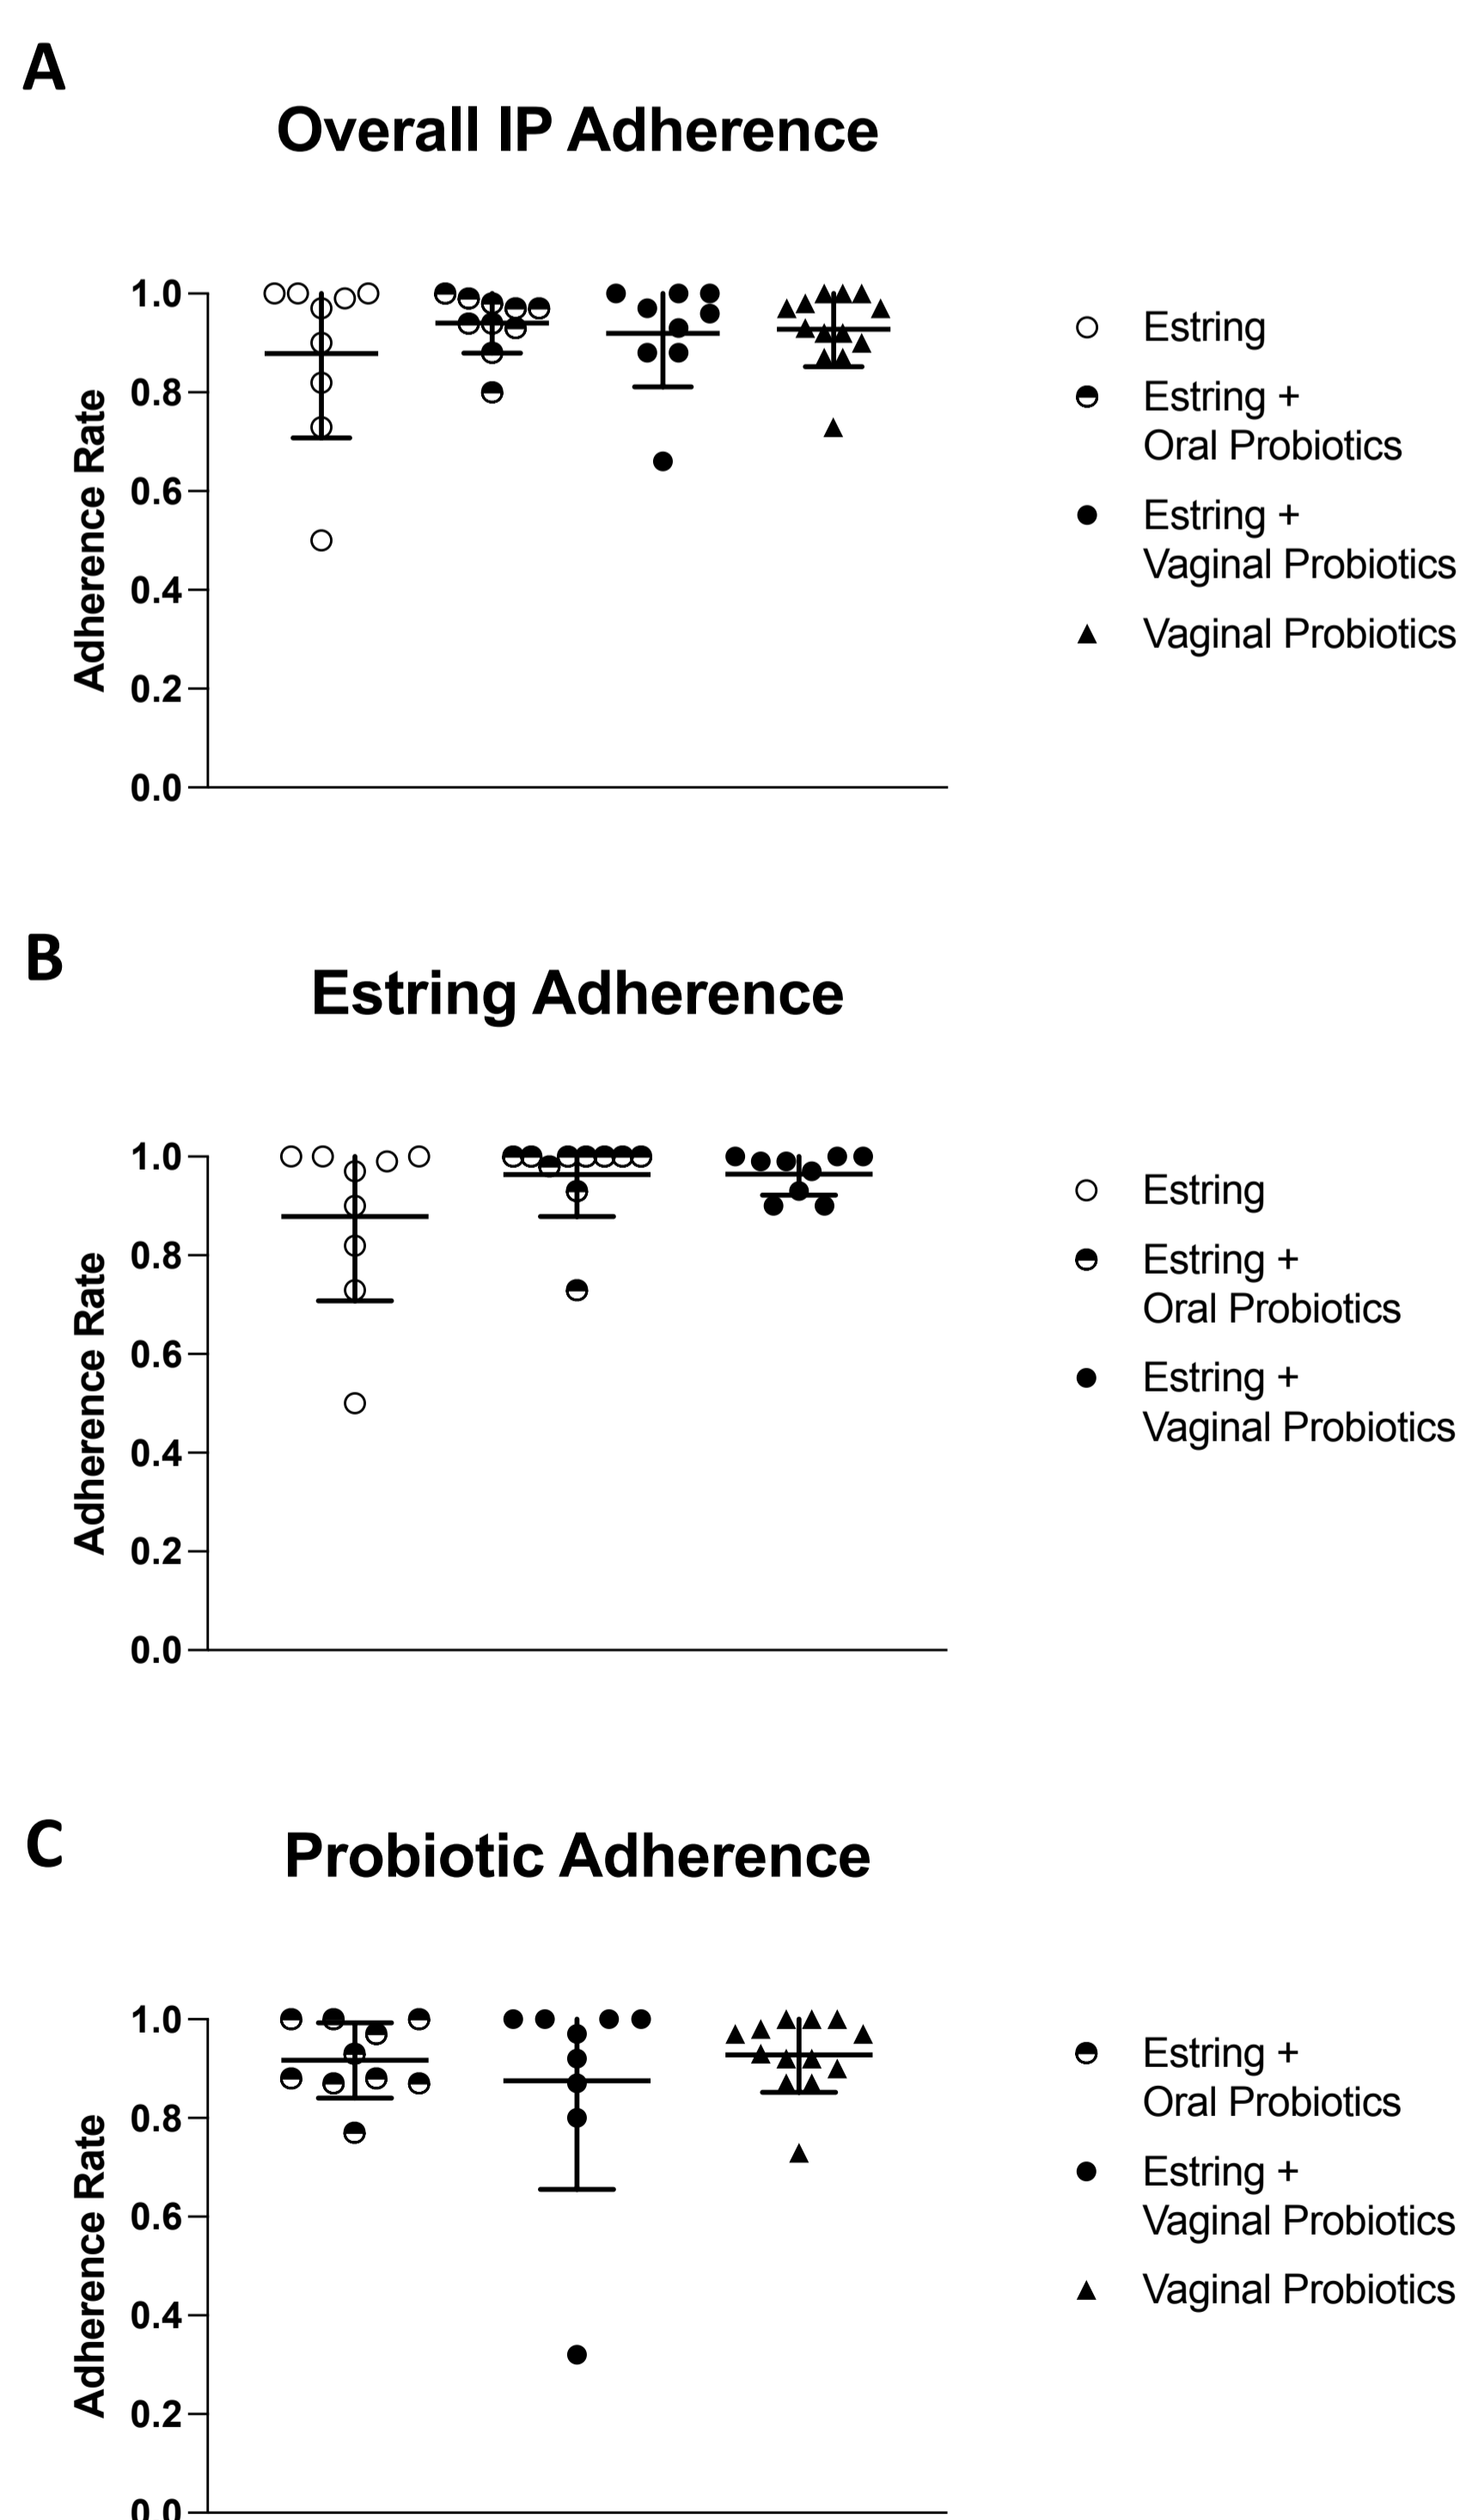 A
Overall IP Adherence
Adherence Rate
1.0
0.8
0.6
0.4
0.2
0.0
Estring
Estring +
Oral Probiotics
Estring +
Vaginal Probiotics
Vaginal Probiotics
B
Estring Adherence
Adherence Rate
1.0
0.8
0.6
0.4
0.2
0.0
Estring
Estring +
Oral Probiotics
Estring +
Vaginal Probiotics
C
Probiotic Adherence
Adherence Rate
1.0
0.8
0.6
0.4
0.2
0.0
Estring +
Oral Probiotics
Estring +
Vaginal Probiotics
Vaginal Probiotics